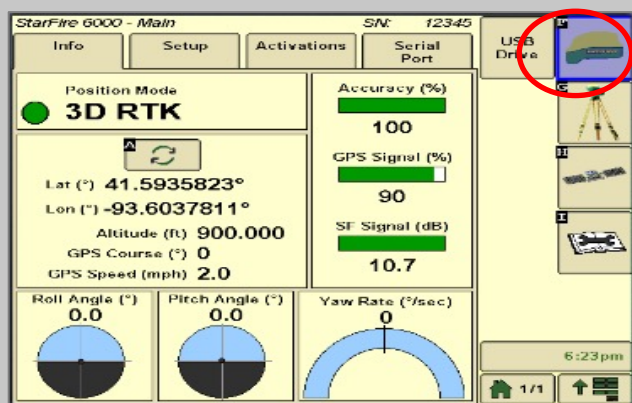 StarFire 6000 - Main SN: 12345
Info
Setup
Activations
Serial
Port
USB
Drive
F
Position Mode
3D RTK
Accuracy (%)
100
G
A
Lat (°) 41.5935823°
Lon (°) -93.6037811°
Altitude (ft) 900.000
GPS Course (°) 0
GPS Speed (mph) 2.0
GPS Signal (%)
90
H
SF Signal (dB)
10.7
I
Roll Angle (°)
0.0
Pitch Angle (°)
0.0
Yaw Rate (°/sec)
0
6:23pm
1/1